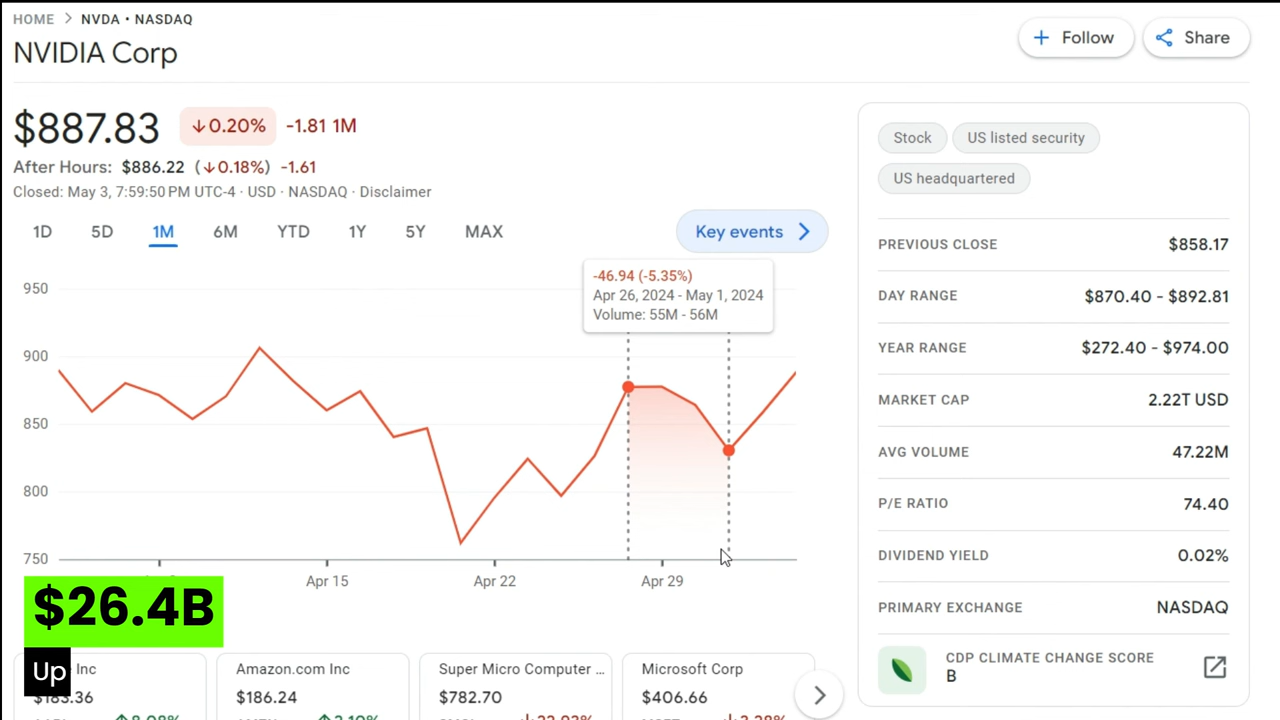 HOME > NVDA • NASDAQ
NVIDIA Corp
+ Follow
Share
$887.83 ↓0.20% -1.81 1M
After Hours: $886.22 (↓0.18%) -1.61
Closed: May 3, 7:59:50 PM UTC-4 · USD · NASDAQ · Disclaimer
1D 5D 1M 6M YTD 1Y 5Y MAX
Key events >
-46.94 (-5.35%)
Apr 26, 2024 - May 1, 2024
Volume: 55M - 56M
950
900
850
800
750
Apr 15 Apr 22 Apr 29
$26.4B
Up
Inc
$183.36
Amazon.com Inc
$186.24
Super Micro Computer ...
$782.70
Microsoft Corp
$406.66
Stock
US listed security
US headquartered
PREVIOUS CLOSE $858.17
DAY RANGE $870.40 - $892.81
YEAR RANGE $272.40 - $974.00
MARKET CAP 2.22T USD
AVG VOLUME 47.22M
P/E RATIO 74.40
DIVIDEND YIELD 0.02%
PRIMARY EXCHANGE NASDAQ
CDP CLIMATE CHANGE SCORE
B